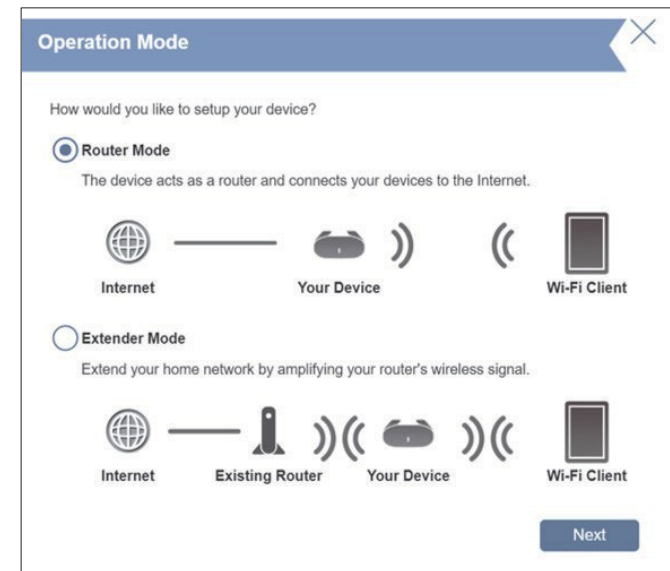 Operation Mode
How would you like to setup your device?
Router Mode
The device acts as a router and connects your devices to the Internet.
Internet Your Device Wi-Fi Client
Extender Mode
Extend your home network by amplifying your router's wireless signal.
Internet Existing Router Your Device Wi-Fi Client
Next